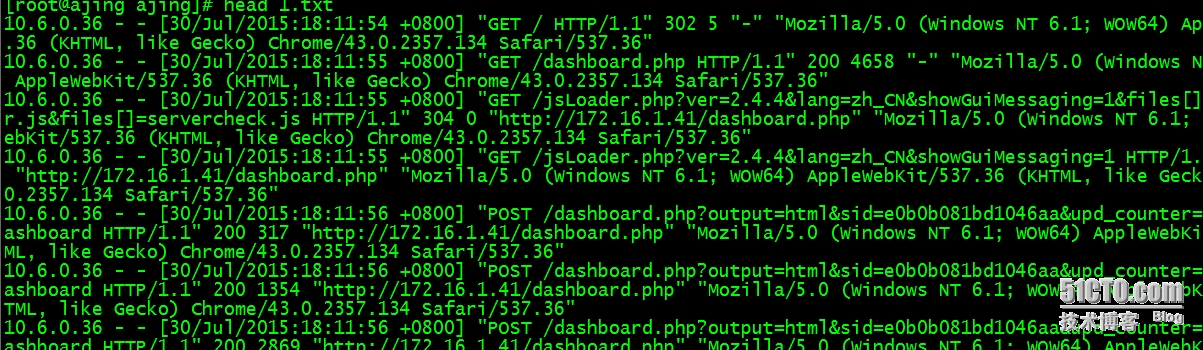 [root@ajing ajing]# head 1.txt
10.6.0.36 - - [30/Jul/2015:18:11:54 +0800] "GET / HTTP/1.1" 302 5 "-" "Mozilla/5.0 (Windows NT 6.1; WOW64) Ap
.36 (KHTML, like Gecko) Chrome/43.0.2357.134 Safari/537.36"
10.6.0.36 - - [30/Jul/2015:18:11:55 +0800] "GET /dashboard.php HTTP/1.1" 200 4658 "-" "Mozilla/5.0 (Windows N
 AppleWebKit/537.36 (KHTML, like Gecko) Chrome/43.0.2357.134 Safari/537.36"
10.6.0.36 - - [30/Jul/2015:18:11:55 +0800] "GET /jsLoader.php?ver=2.4.4&lang=zh_CN&showGuiMessaging=1&files[]
r.js&files[]=servercheck.js HTTP/1.1" 304 0 "http://172.16.1.41/dashboard.php" "Mozilla/5.0 (Windows NT 6.1;
ebKit/537.36 (KHTML, like Gecko) Chrome/43.0.2357.134 Safari/537.36"
10.6.0.36 - - [30/Jul/2015:18:11:55 +0800] "GET /jsLoader.php?ver=2.4.4&lang=zh_CN&showGuiMessaging=1 HTTP/1.
 "http://172.16.1.41/dashboard.php" "Mozilla/5.0 (Windows NT 6.1; WOW64) AppleWebKit/537.36 (KHTML, like Geck
0.2357.134 Safari/537.36"
10.6.0.36 - - [30/Jul/2015:18:11:56 +0800] "POST /dashboard.php?output=html&sid=e0b0b081bd1046aa&upd_counter=
ashboard HTTP/1.1" 200 317 "http://172.16.1.41/dashboard.php" "Mozilla/5.0 (Windows NT 6.1; WOW64) AppleWebKi
ML, like Gecko) Chrome/43.0.2357.134 Safari/537.36"
10.6.0.36 - - [30/Jul/2015:18:11:56 +0800] "POST /dashboard.php?output=html&sid=e0b0b081bd1046aa&upd_counter=
ashboard HTTP/1.1" 200 1354 "http://172.16.1.41/dashboard.php" "Mozilla/5.0 (Windows NT 6.1; WOW64) AppleWebK
TML, like Gecko) Chrome/43.0.2357.134 Safari/537.36"
10.6.0.36 - - [30/Jul/2015:18:11:56 +0800] "POST /dashboard.php?output=html&sid=e0b0b081bd1046aa&upd_counter=
ashboard HTTP/1.1" 200 2869 "http://172.16.1.41/dashboard.php" "Mozilla/5.0 (Windows NT 6.1; WOW64) AppleWebK
51CTO.com
技术博客 Blog